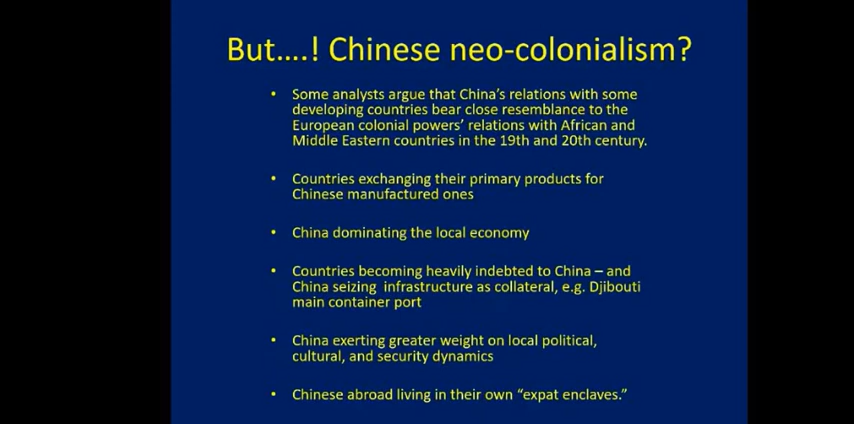 But....! Chinese neo-colonialism?
• Some analysts argue that China's relations with some
developing countries bear close resemblance to the
European colonial powers' relations with African and
Middle Eastern countries in the 19th and 20th century.
• Countries exchanging their primary products for
Chinese manufactured ones
• China dominating the local economy
• Countries becoming heavily indebted to China – and
China seizing infrastructure as collateral, e.g. Djibouti
main container port
• China exerting greater weight on local political,
cultural, and security dynamics
• Chinese abroad living in their own “expat enclaves.”